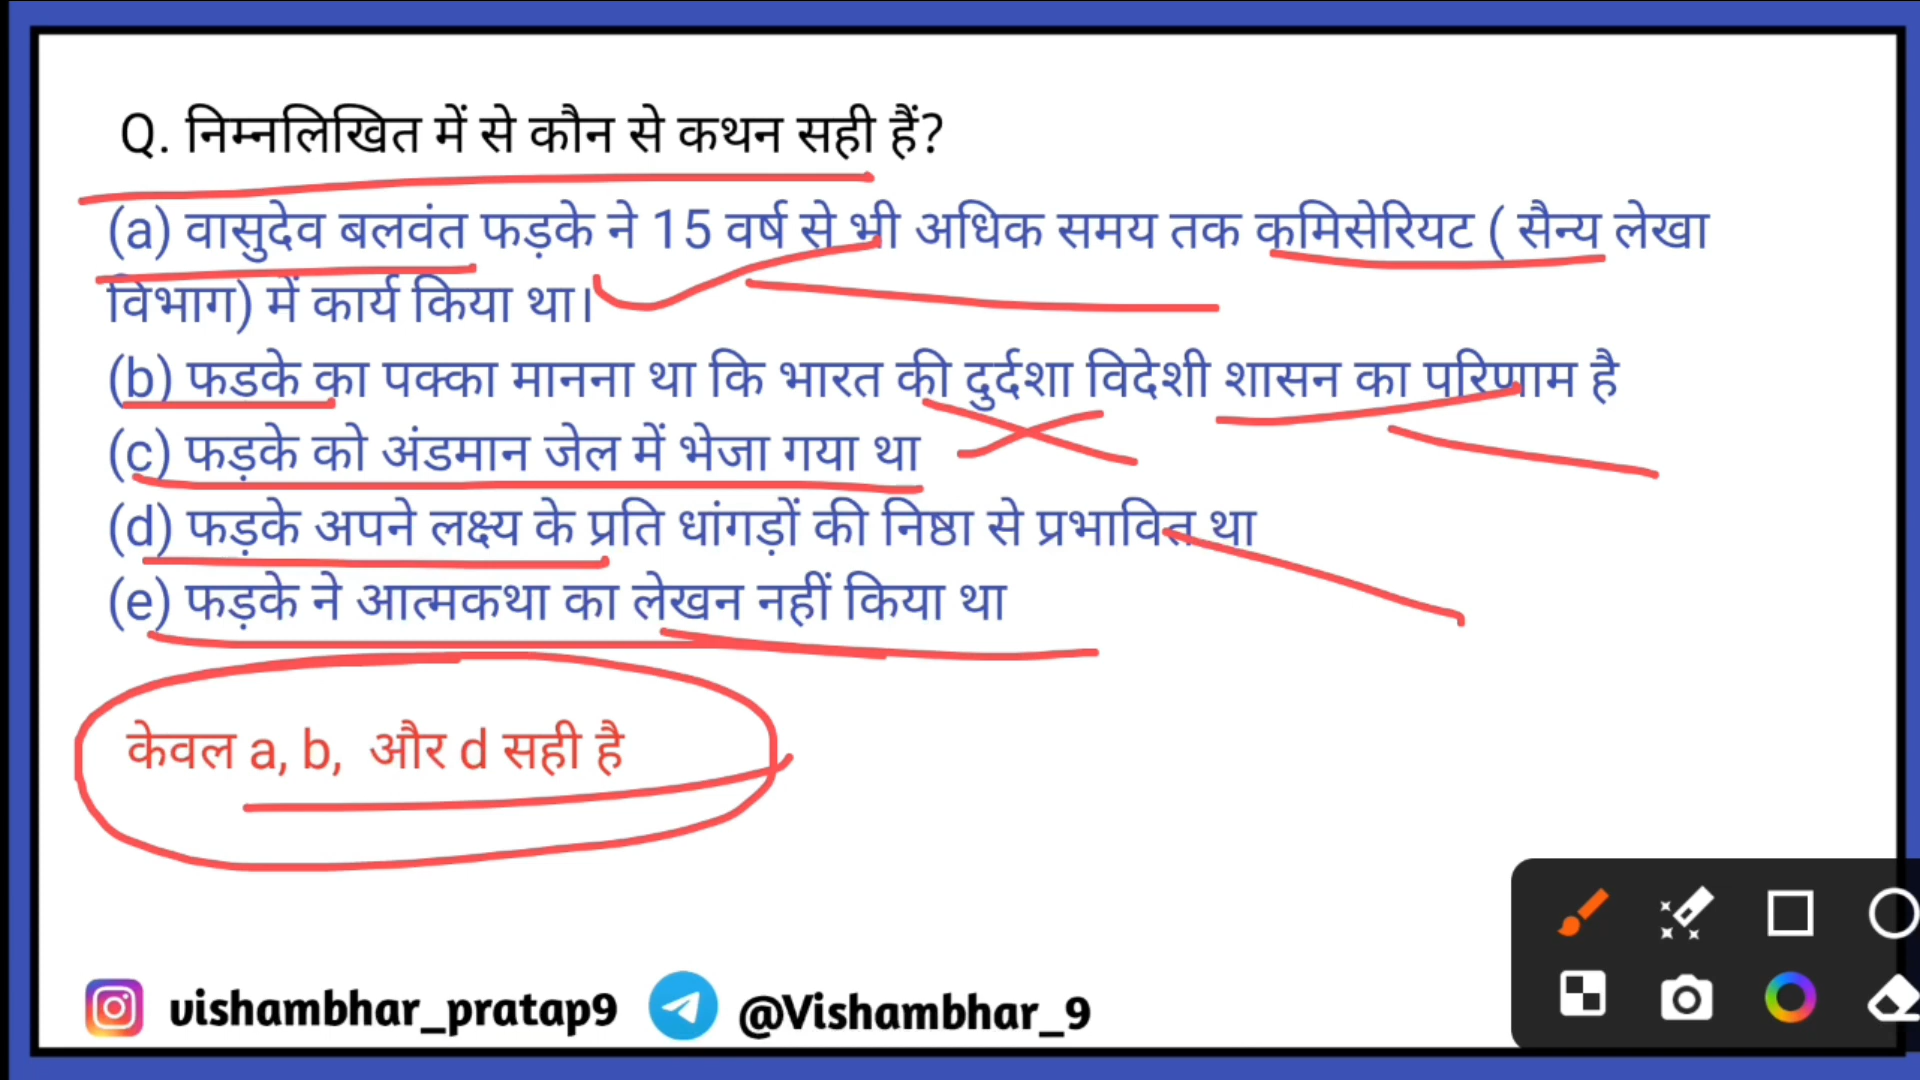 Q. निम्नलिखित में से कौन से कथन सही हैं?
(a) वासुदेव बलवंत फड़के ने 15 वर्ष से भी अधिक समय तक कमिसेरियट ( सैन्य लेखा
विभाग) में कार्य किया था।
(b) फडके का पक्का मानना था कि भारत की दुर्दशा विदेशी शासन का परिणाम है
(c) फड़के को अंडमान जेल में भेजा गया था
(d) फड़के अपने लक्ष्य के प्रति धांगड़ों की निष्ठा से प्रभावित था
(e) फड़के ने आत्मकथा का लेखन नहीं किया था
केवल a, b, और d सही है
vishambhar_pratap9 @Vishambhar_9